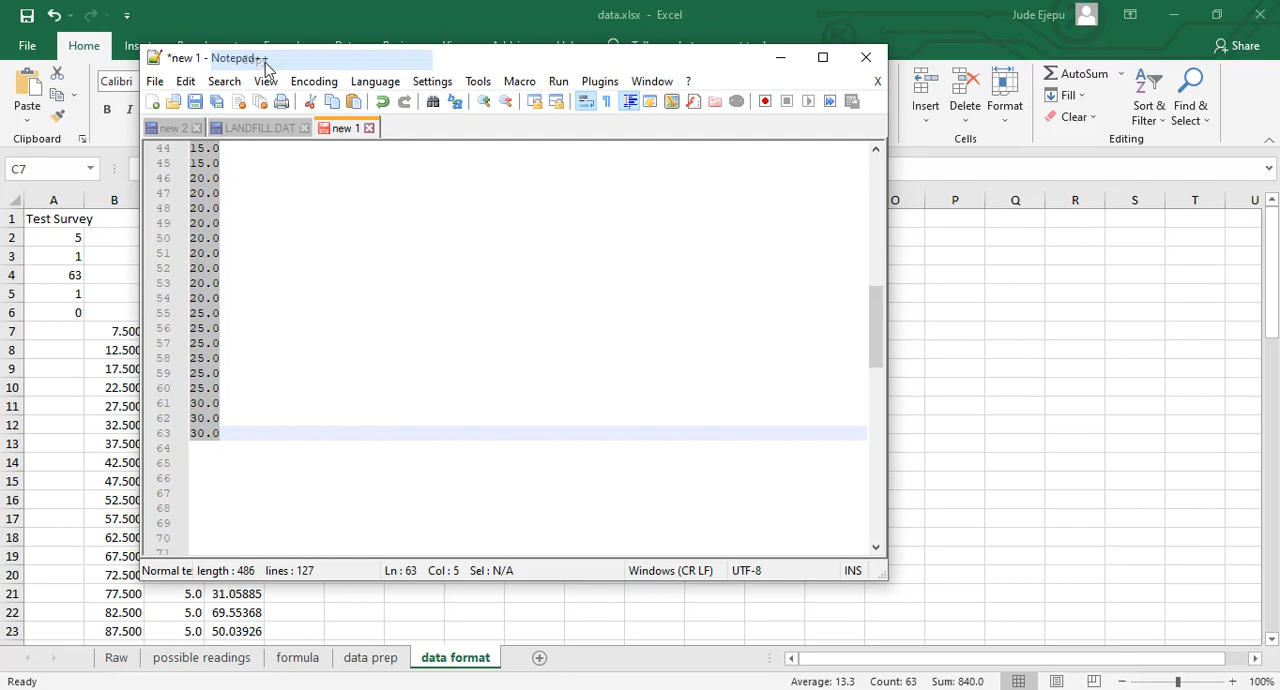 data.xlsx - Excel
Jude Ejepu
File Home
Share
*new 1 - Notepad++
File Edit Search View Encoding Language Settings Tools Macro Run Plugins Window ? X
new 2 LANDFILL.DAT new 1
Paste
Clipboard
Calibri
B I
Insert Delete Format
Cells
AutoSum
Fill
Clear
Sort & Filter
Find & Select
Editing
C7
A B O P Q R S T U
1 Test Survey
2 5
3 1
4 63
5 1
6 0
7 7.500
8 12.500
9 17.500
10 22.500
11 27.500
12 32.500
13 37.500
14 42.500
15 47.500
16 52.500
17 57.500
18 62.500
19 67.500
20 72.500
21 77.500 5.0 31.05885
22 82.500 5.0 69.55368
23 87.500 5.0 50.03926
44 15.0
45 15.0
46 20.0
47 20.0
48 20.0
49 20.0
50 20.0
51 20.0
52 20.0
53 20.0
54 20.0
55 25.0
56 25.0
57 25.0
58 25.0
59 25.0
60 25.0
61 30.0
62 30.0
63 30.0
64
65
66
67
68
69
70
71
Normal te length : 486 lines : 127 Ln : 63 Col : 5 Sel : N/A Windows (CR LF) UTF-8 INS
Raw possible readings formula data prep data format
Ready Average: 13.3 Count: 63 Sum: 840.0 100%